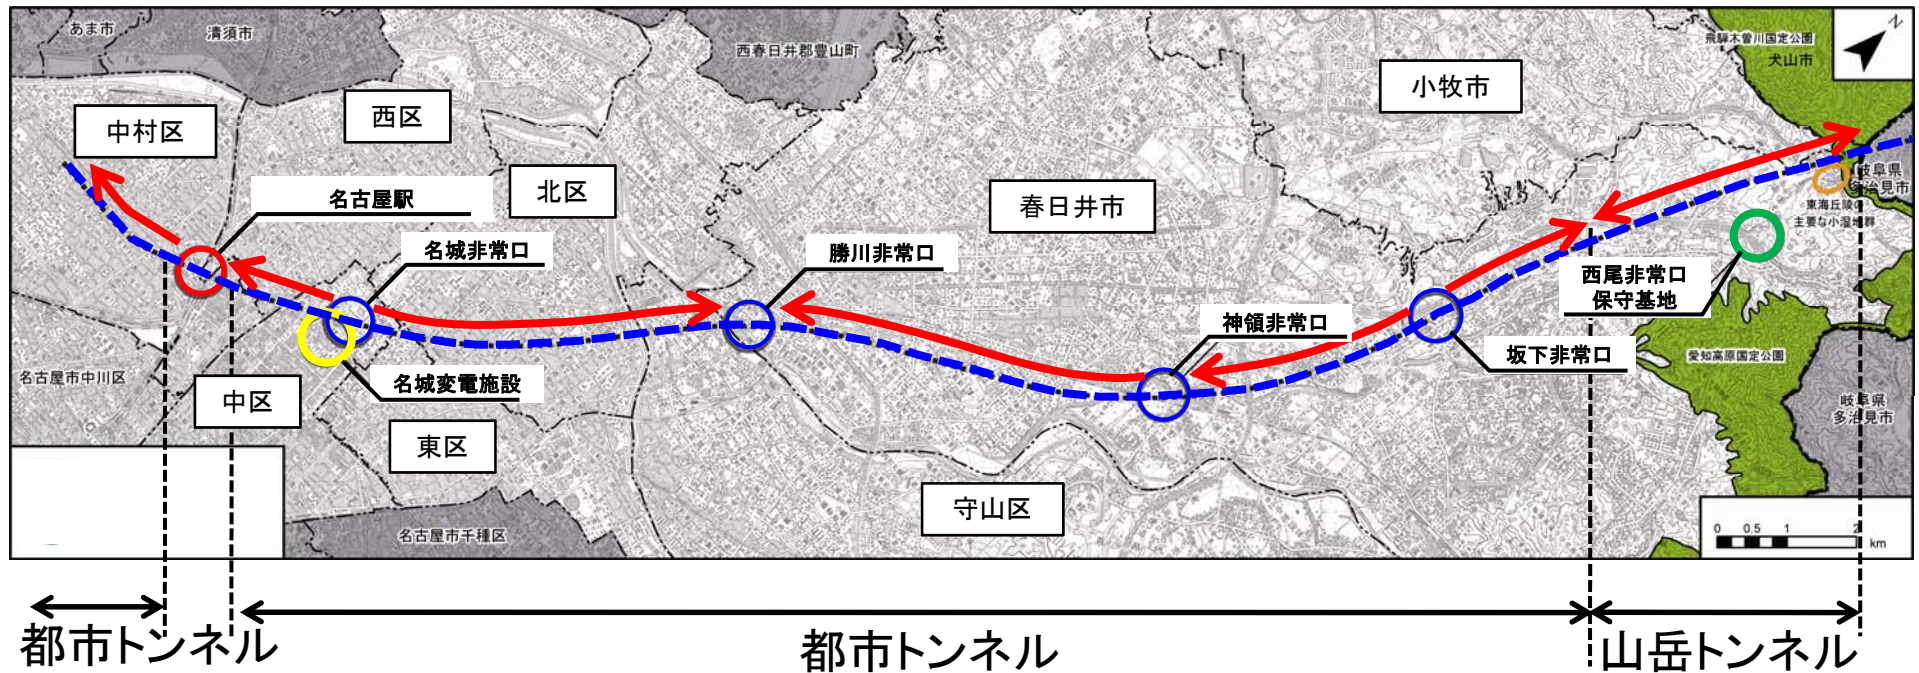 あま市
清須市
西春日井郡豊山町
飛騨木曽川国定公園
犬山市
N
中村区
西区
北区
小牧市
春日井市
名古屋駅
名城非常口
勝川非常口
神領非常口
坂下非常口
西尾非常口
保守基地
岐阜県
多治見市
東海丘陵の
主要な小湿地群
名城変電施設
名古屋市中川区
中区
東区
守山区
名古屋市千種区
愛知高原国定公園
岐阜県
多治見市
0 0.5 1 2
km
都市トンネル
都市トンネル
山岳トンネル